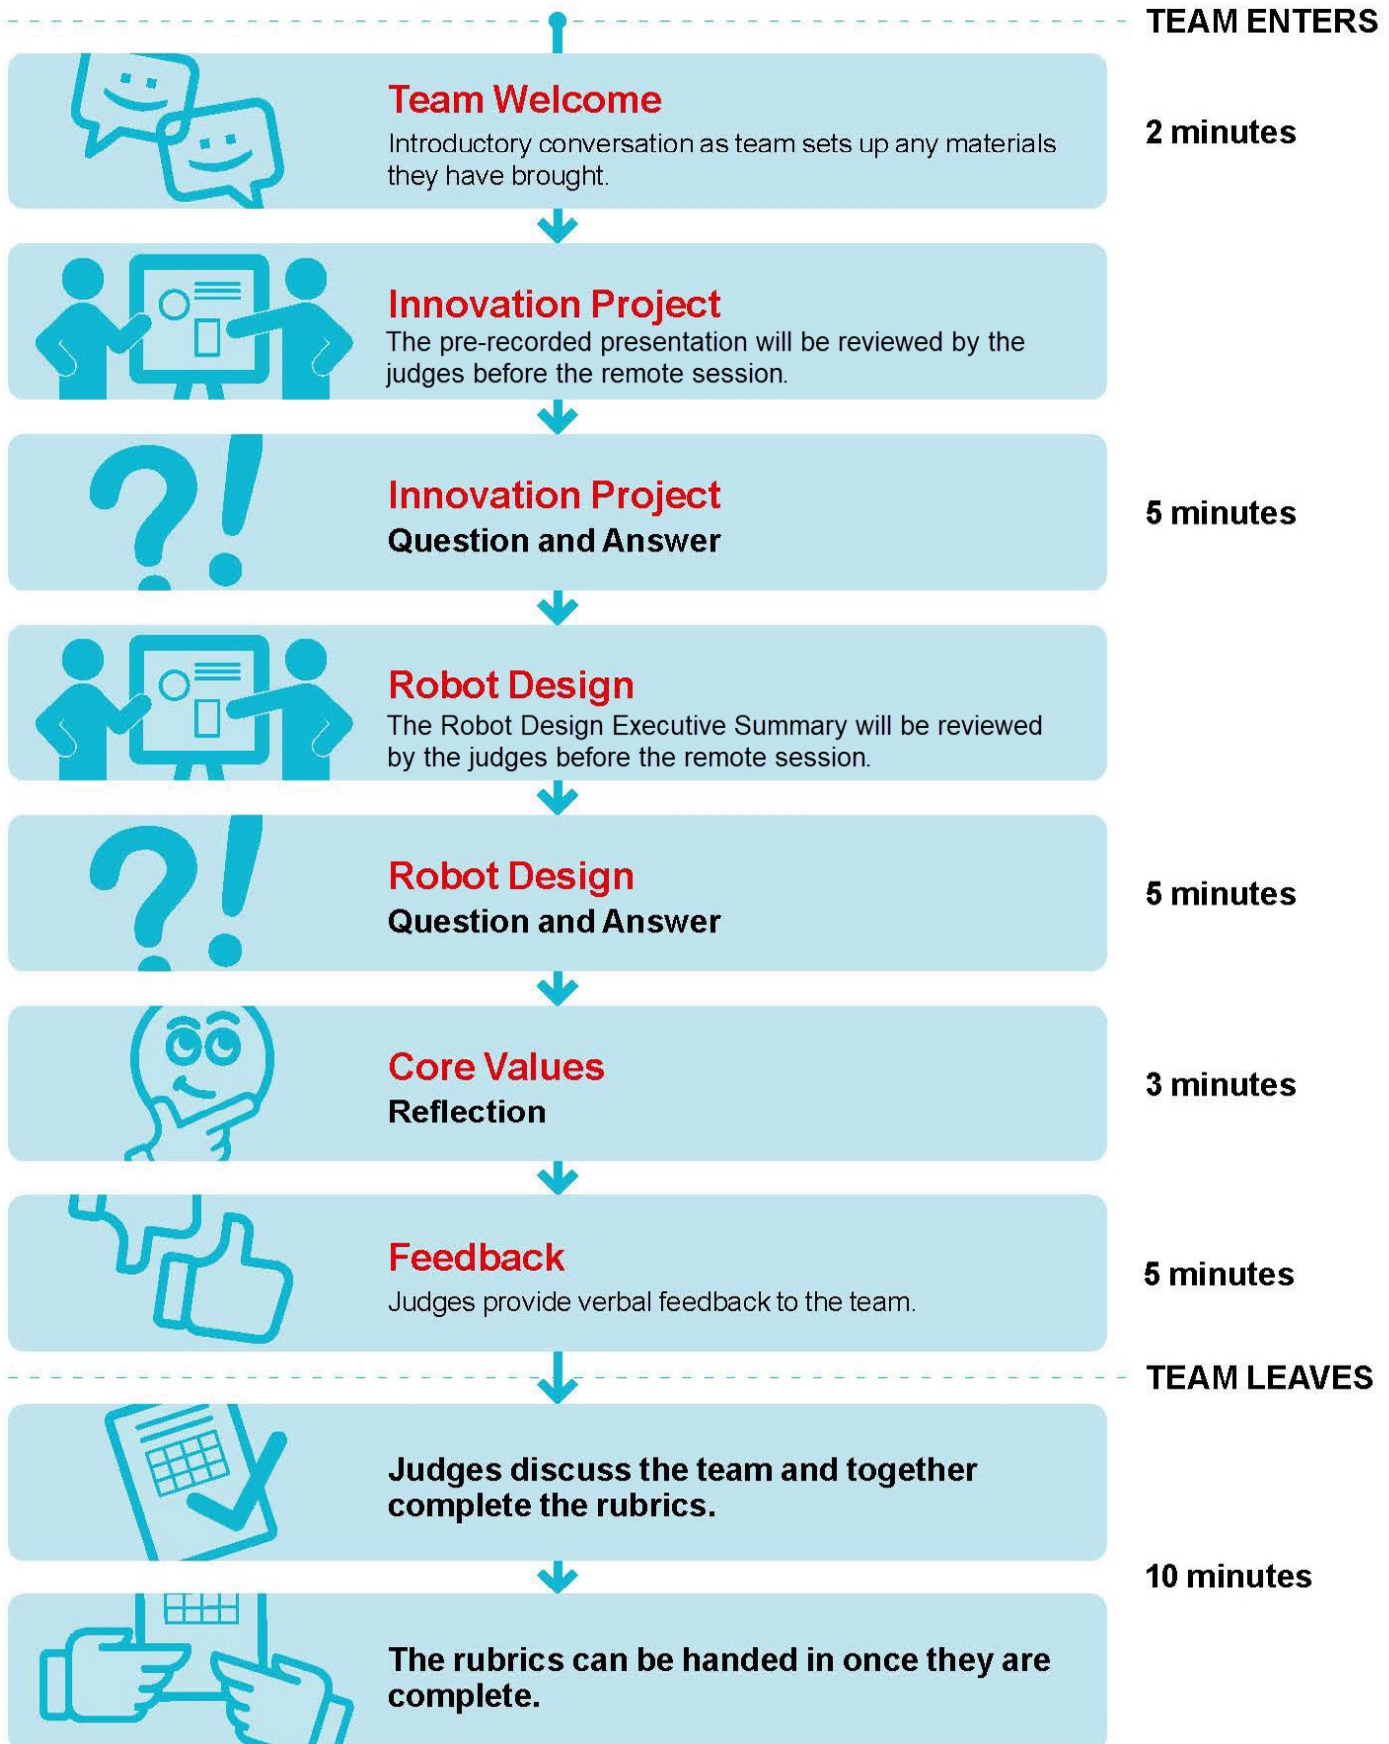 TEAM ENTERS
Team Welcome
Introductory conversation as team sets up any materials
they have brought.
2 minutes
Innovation Project
The pre-recorded presentation will be reviewed by the
judges before the remote session.
Innovation Project
Question and Answer
5 minutes
Robot Design
The Robot Design Executive Summary will be reviewed
by the judges before the remote session.
Robot Design
Question and Answer
5 minutes
Core Values
Reflection
3 minutes
Feedback
Judges provide verbal feedback to the team.
5 minutes
TEAM LEAVES
Judges discuss the team and together
complete the rubrics.
10 minutes
The rubrics can be handed in once they are
complete.